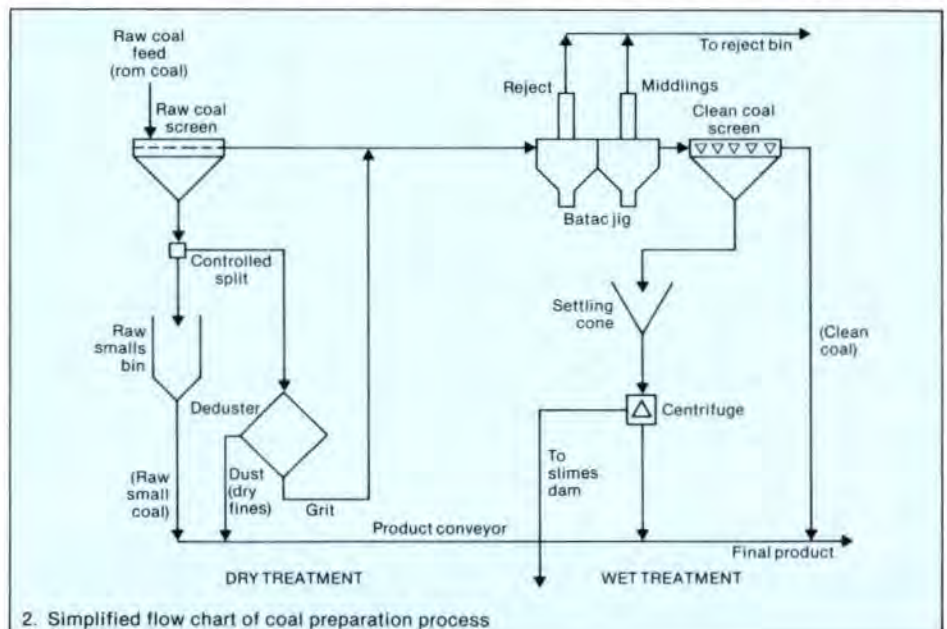 Raw coal
feed
(rom coal)
Raw coal
screen
To reject bin
Reject
Middlings
Clean coal
screen
Batac jig
Controlled
split
Raw
smalls
bin
Settling
cone
(Clean
coal)
Deduster
Centrifuge
(Raw
small
coal)
Dust
(dry
fines)
Grit
To
slimes
dam
Product conveyor
Final product
DRY TREATMENT
WET TREATMENT
2. Simplified flow chart of coal preparation process